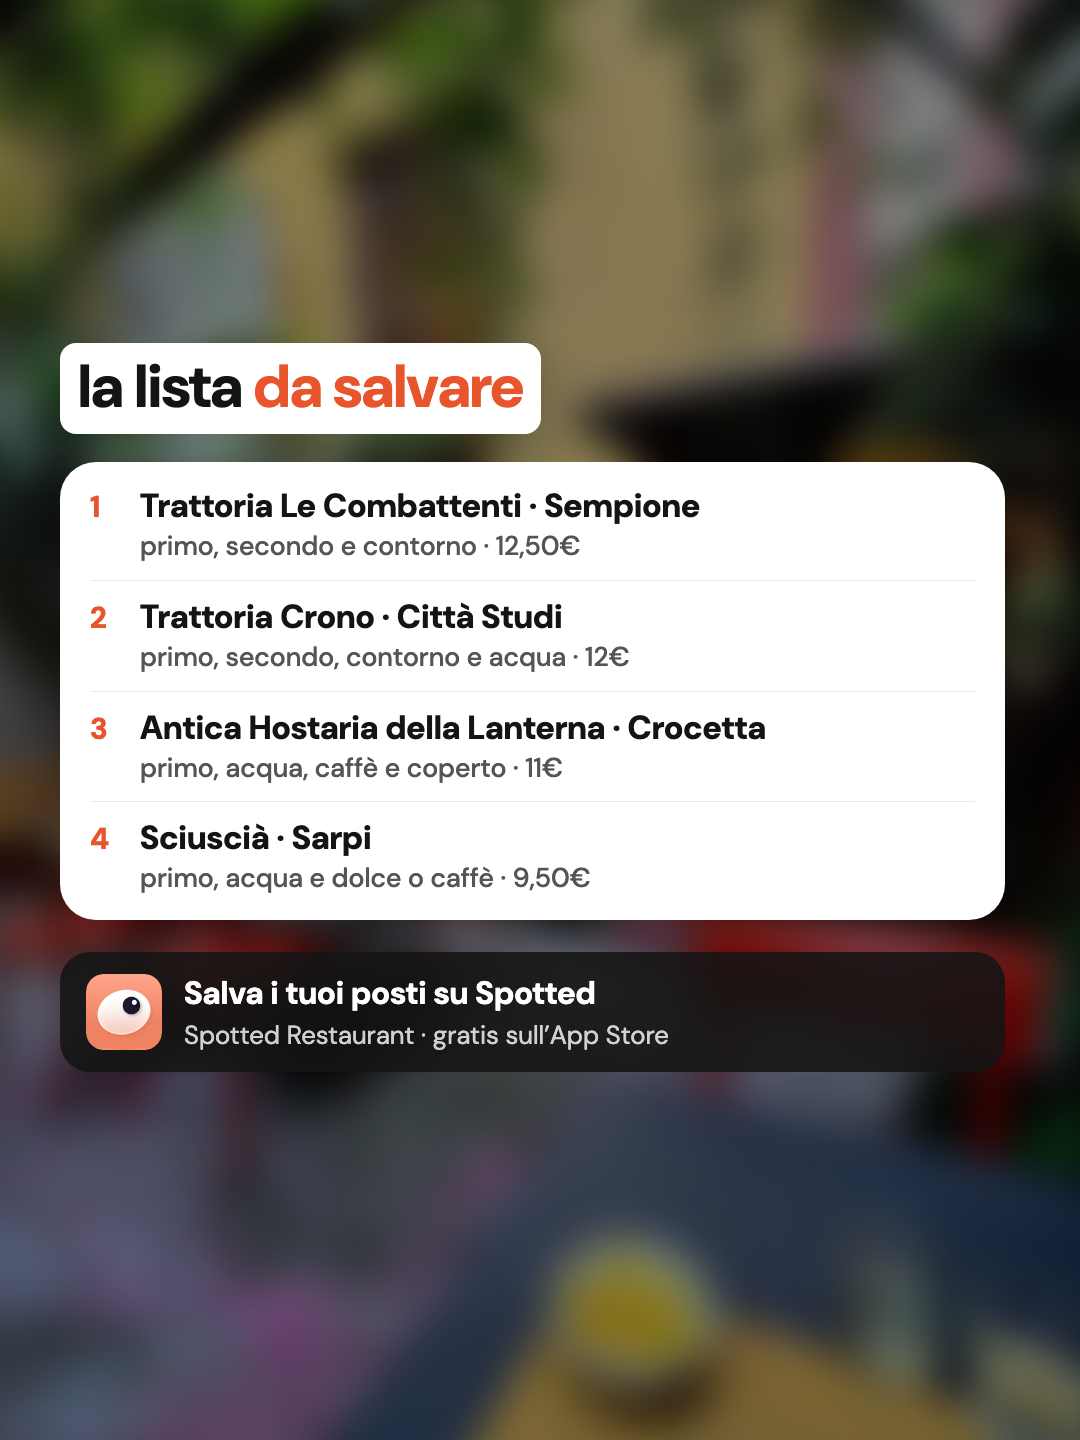 la lista da salvare
1 Trattoria Le Combattenti · Sempione
primo, secondo e contorno · 12,50€
2 Trattoria Crono · Città Studi
primo, secondo, contorno e acqua · 12€
3 Antica Hostaria della Lanterna · Crocetta
primo, acqua, caffè e coperto · 11€
4 Sciuscià · Sarpi
primo, acqua e dolce o caffè · 9,50€
Salva i tuoi posti su Spotted
Spotted Restaurant · gratis sull’App Store